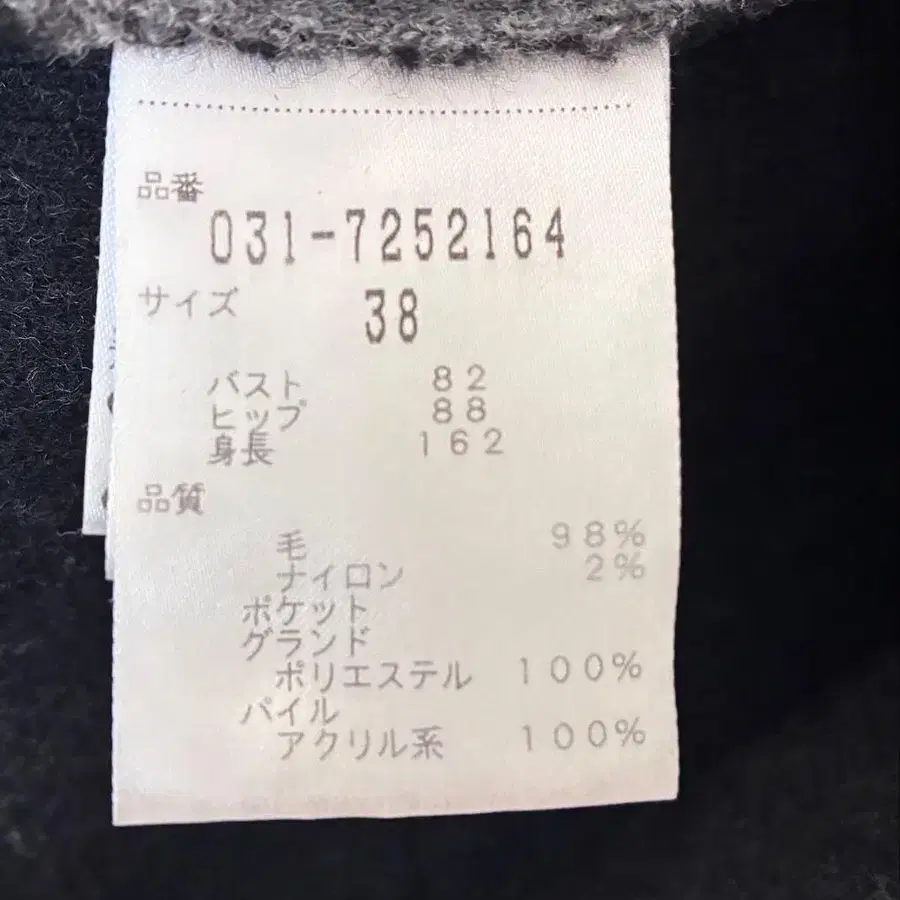 品番
031-7252164
サイズ 38
バスト 82
ヒップ 88
身長 162
品質
毛 98%
ナイロン 2%
ポケット
グランド
ポリエステル 100%
パイル
アクリル系 100%